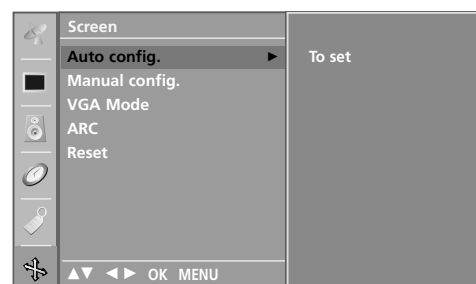 Screen
Auto config. ► To set
Manual config.
VGA Mode
ARC
Reset
▲▼ ◄► OK MENU